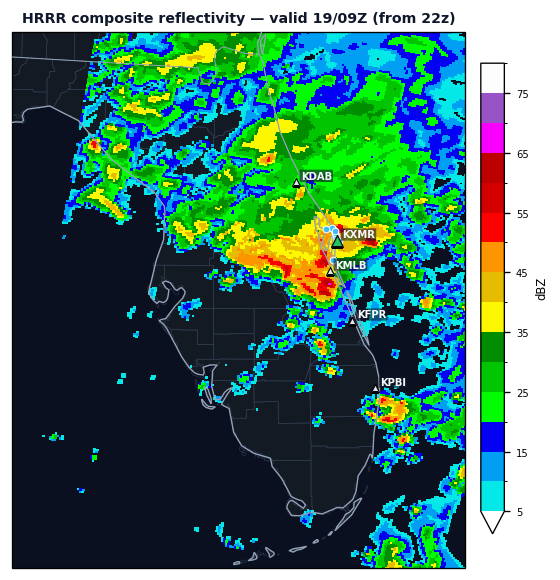 HRRR composite reflectivity — valid 19/09Z (from 22z)
KDAB
KXMR
KMLB
KFPR
KPBI
75
65
55
45
35
25
15
5
dBZ